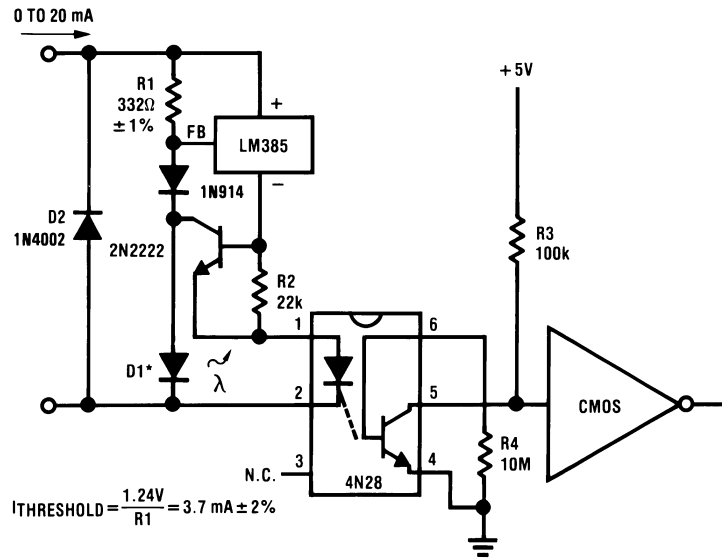 0 TO 20 mA
R1
332Ω
±1%
FB
+
LM385
−
+5V
1N914
D2
1N4002
2N2222
R2
22k
R3
100k
1
6
D1*
λ
2
5
CMOS
3
N.C.
4
R4
10M
4N28
ITHRESHOLD = 1.24V
R1
= 3.7 mA ± 2%